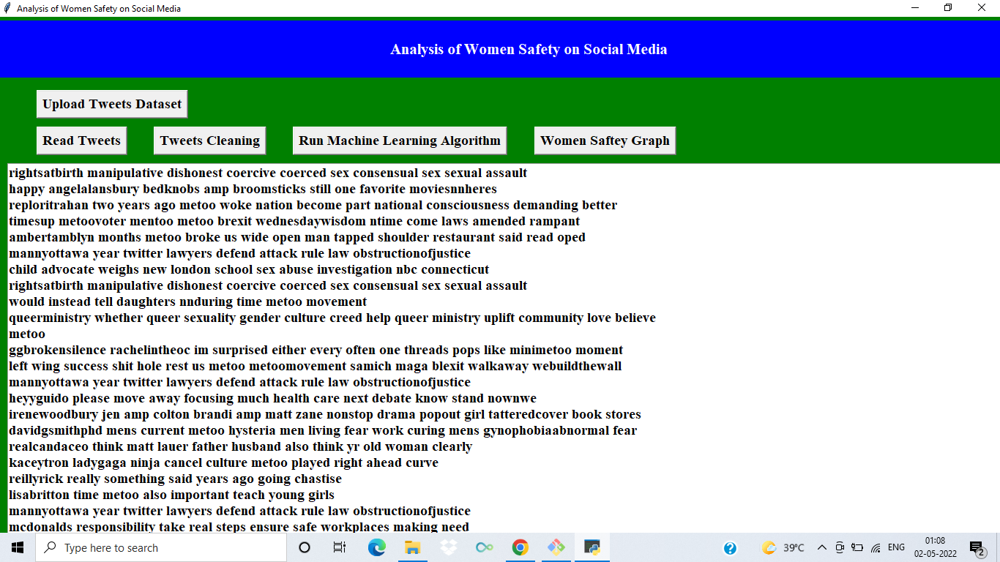 Analysis of Women Safety on Social Media
Analysis of Women Safety on Social Media
Upload Tweets Dataset
Read Tweets
Tweets Cleaning
Run Machine Learning Algorithm
Women Saftey Graph
rightsatbirth manipulative dishonest coercive coerced sex consensual sex sexual assault
happy angelalansbury bedknobs amp broomsticks still one favorite moviesnnheres
reploritrahan two years ago metoo woke nation become part national consciousness demanding better
timesup metoovoter mentoo metoo brexit wednesdaywisdom ntime come laws amended rampant
ambertamblyn months metoo broke us wide open man tapped shoulder restaurant said read oped
mannyottawa year twitter lawyers defend attack rule law obstructionofjustice
child advocate weighs new london school sex abuse investigation nbc connecticut
rightsatbirth manipulative dishonest coercive coerced sex consensual sex sexual assault
would instead tell daughters nnduring time metoo movement
queerministry whether queer sexuality gender culture creed help queer ministry uplift community love believe
metoo
ggbrokensilence rachelintheoc im surprised either every often one threads pops like minimetoo moment
left wing success shit hole rest us metoo metoomovement samich maga blexit walkaway webuildthewall
mannyottawa year twitter lawyers defend attack rule law obstructionofjustice
heyyguido please move away focusing much health care next debate know stand nownwe
irenewoodbury jen amp colton brandi amp matt zane nonstop drama popout girl tatteredcover book stores
davidgsmithphd mens current metoo hysteria men living fear work curing mens gynophobiaabnormal fear
realcandaceo think matt lauer father husband also think yr old woman clearly
kaceytron ladygaga ninja cancel culture metoo played right ahead curve
reillyrick really something said years ago going chastise
lisabritton time metoo also important teach young girls
mannyottawa year twitter lawyers defend attack rule law obstructionofjustice
mcdonalds responsibility take real steps ensure safe workplaces making need
Type here to search
39°C
ENG
01:08
02-05-2022
2